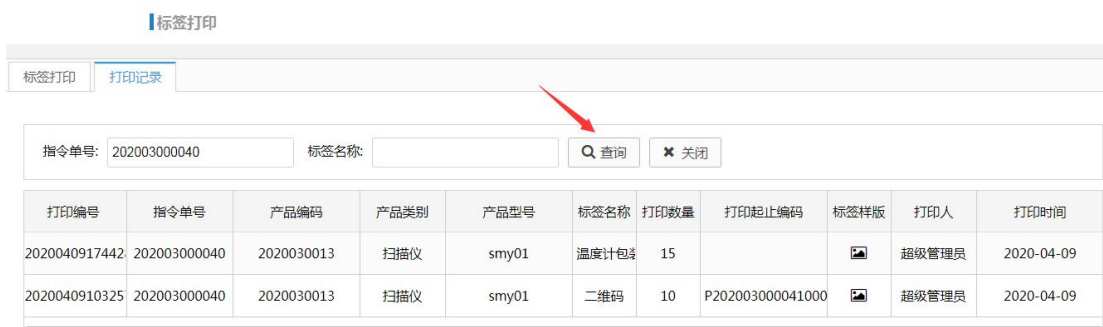 标签打印
标签打印 打印记录
指令单号: 202003000040 标签名称: 查询 关闭
打印编号 指令单号 产品编码 产品类别 产品型号 标签名称 打印数量 打印起止编码 标签样版 打印人 打印时间
2020040917442 202003000040 2020030013 扫描仪 smy01 温度计包装 15 超级管理员 2020-04-09
2020040910325 202003000040 2020030013 扫描仪 smy01 二维码 10 P202003000041000 超级管理员 2020-04-09